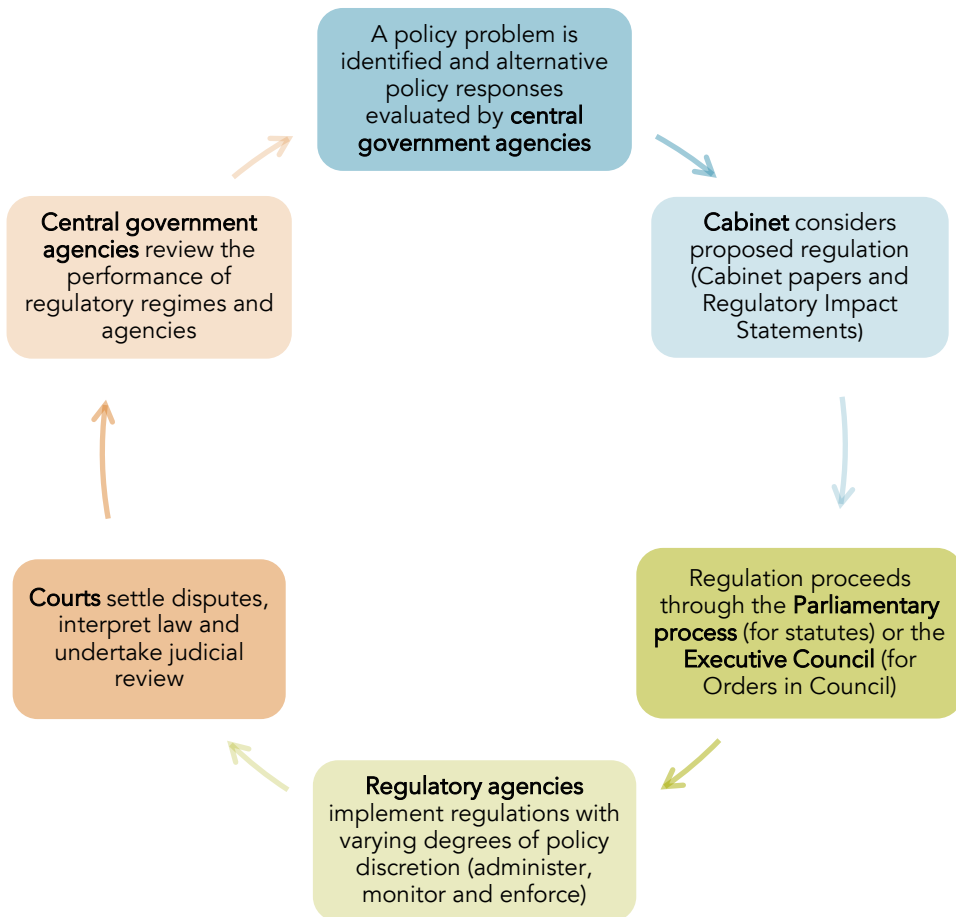 A policy problem is
identified and alternative
policy responses
evaluated by central
government agencies
Cabinet considers
proposed regulation
(Cabinet papers and
Regulatory Impact
Statements)
Regulation proceeds
through the Parliamentary
process (for statutes) or the
Executive Council (for
Orders in Council)
Regulatory agencies
implement regulations with
varying degrees of policy
discretion (administer,
monitor and enforce)
Courts settle disputes,
interpret law and
undertake judicial
review
Central government
agencies review the
performance of
regulatory regimes and
agencies